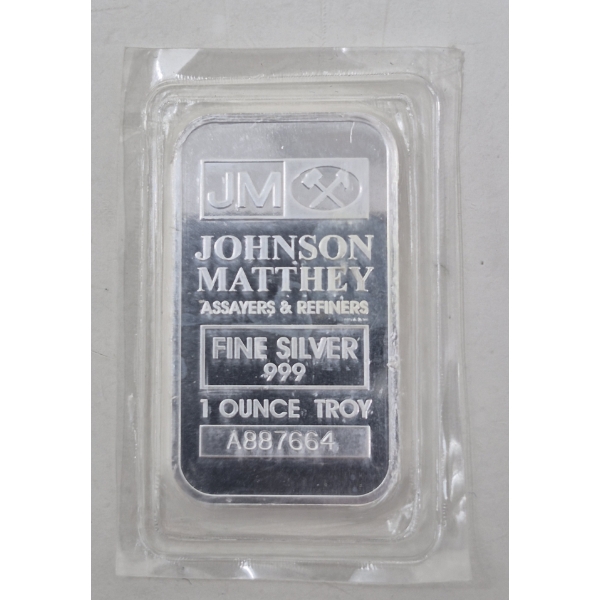 JM
JOHNSON
MATTHEY
ASSAYERS & REFINERS
FINE SILVER
999
1 OUNCE TROY
A887664